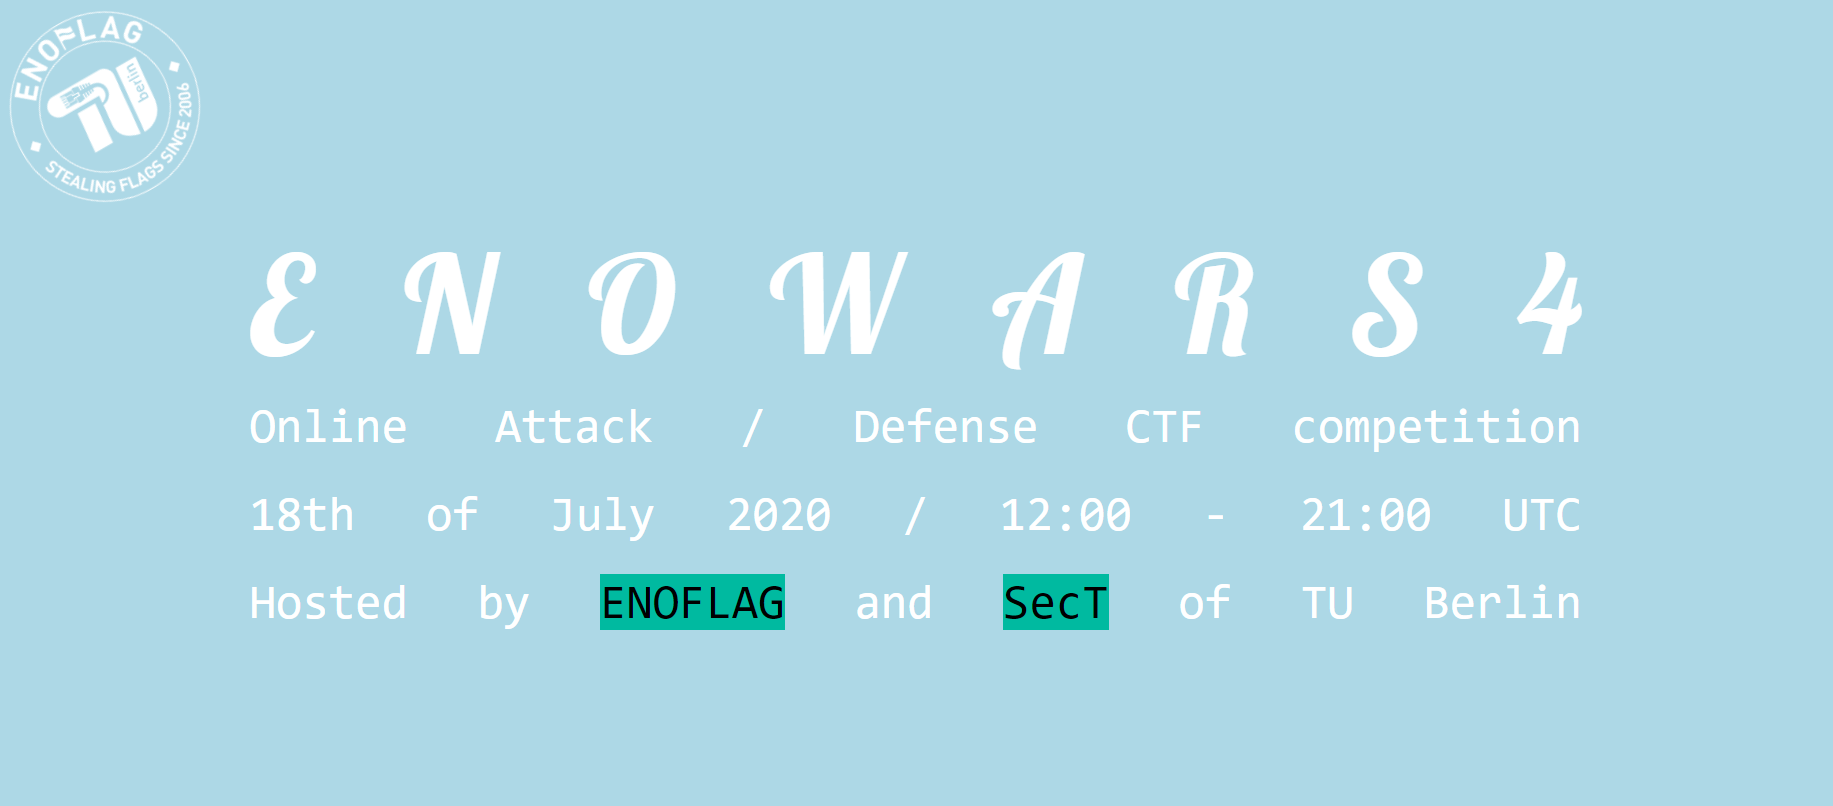 ENOFLAG
berlin
STEALING FLAGS SINCE 2006
ENOWARS 4
Online Attack / Defense CTF competition
18th of July 2020 / 12:00 - 21:00 UTC
Hosted by ENOFLAG and SecT of TU Berlin